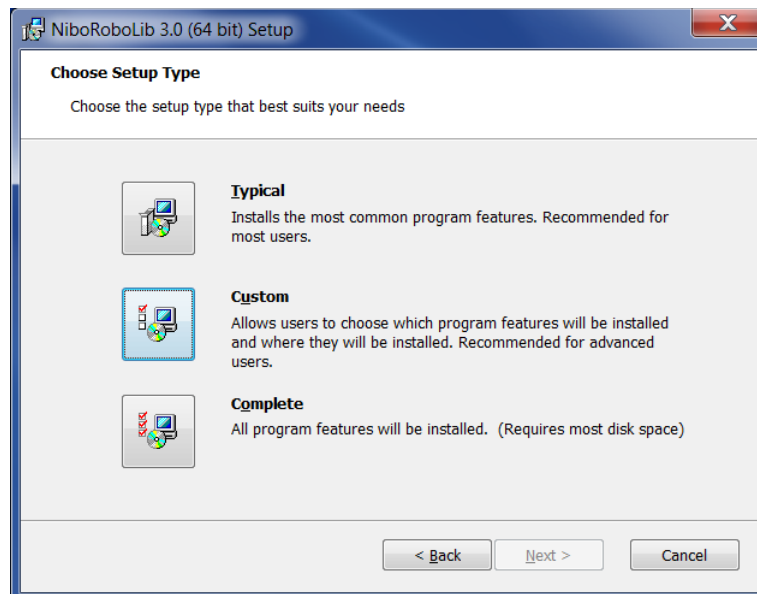 NiboRoboLib 3.0 (64 bit) Setup
Choose Setup Type
Choose the setup type that best suits your needs
Typical
Installs the most common program features. Recommended for
most users.
Custom
Allows users to choose which program features will be installed
and where they will be installed. Recommended for advanced
users.
Complete
All program features will be installed.  (Requires most disk space)
< Back
Next >
Cancel